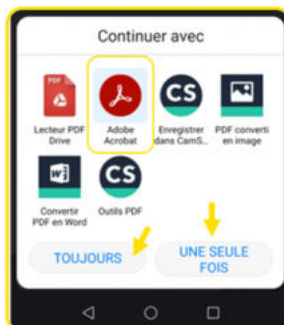 Continuer avec
PDF
Lecteur PDF
Drive
Adobe
Acrobat
CS
Enregistrer
dans CamS...
PDF converti
en image
W
Convertir
PDF en Word
CS
Outils PDF
TOUJOURS
UNE SEULE
FOIS